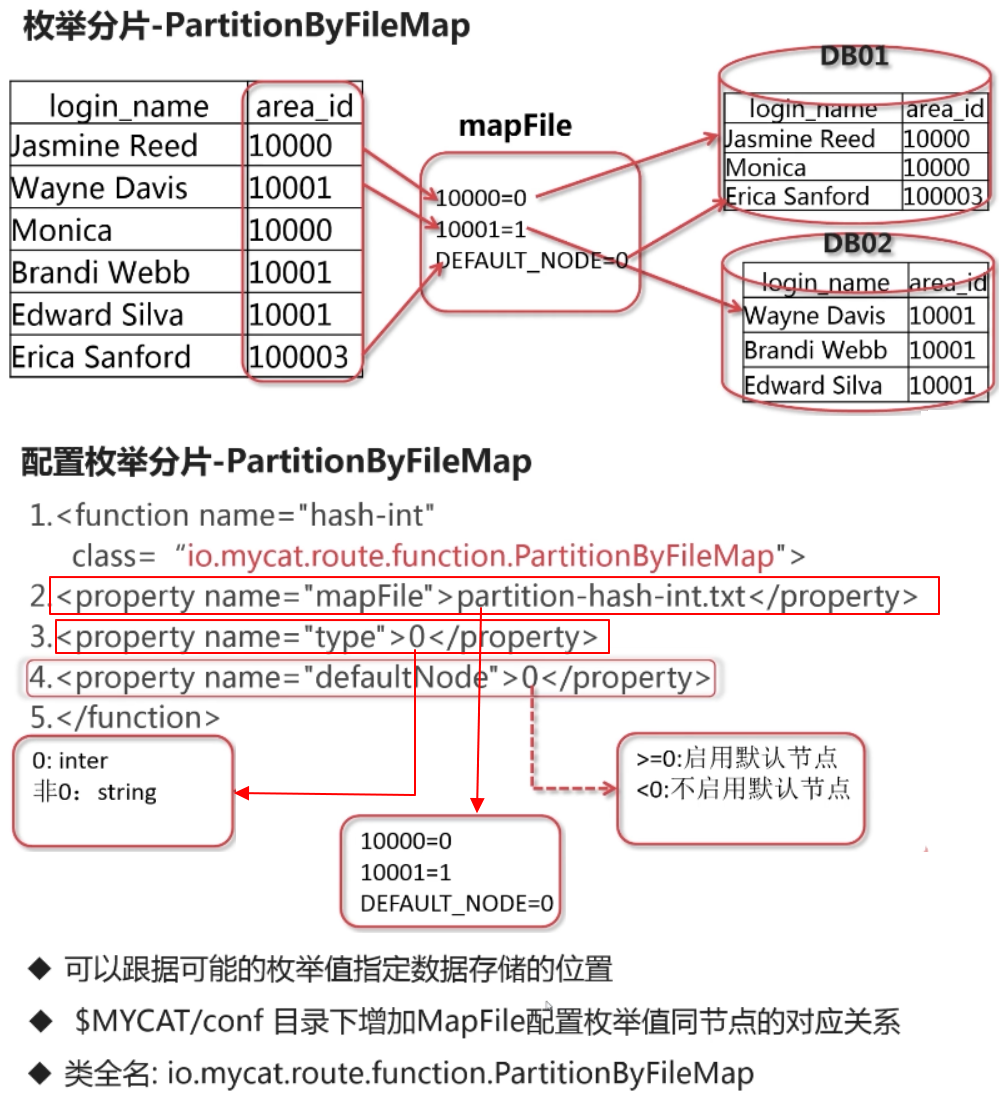 枚举分片-PartitionByFileMap
login_name area_id
Jasmine Reed 10000
Wayne Davis 10001
Monica 10000
Brandi Webb 10001
Edward Silva 10001
Erica Sanford 100003
mapFile
10000=0
10001=1
DEFAULT_NODE=0
DB01
login_name area_id
Jasmine Reed 10000
Monica 10000
Erica Sanford 100003
DB02
login_name area_id
Wayne Davis 10001
Brandi Webb 10001
Edward Silva 10001
配置枚举分片-PartitionByFileMap
1.<function name="hash-int"
class= “io.mycat.route.function.PartitionByFileMap">
2.<property name="mapFile">partition-hash-int.txt</property>
3.<property name="type">0</property>
4.<property name="defaultNode">0</property>
5.</function>
0: inter
非0：string
>=0:启用默认节点
<0:不启用默认节点
10000=0
10001=1
DEFAULT_NODE=0
◆ 可以跟据可能的枚举值指定数据存储的位置
◆ $MYCAT/conf 目录下增加MapFile配置枚举值同节点的对应关系
◆ 类全名: io.mycat.route.function.PartitionByFileMap